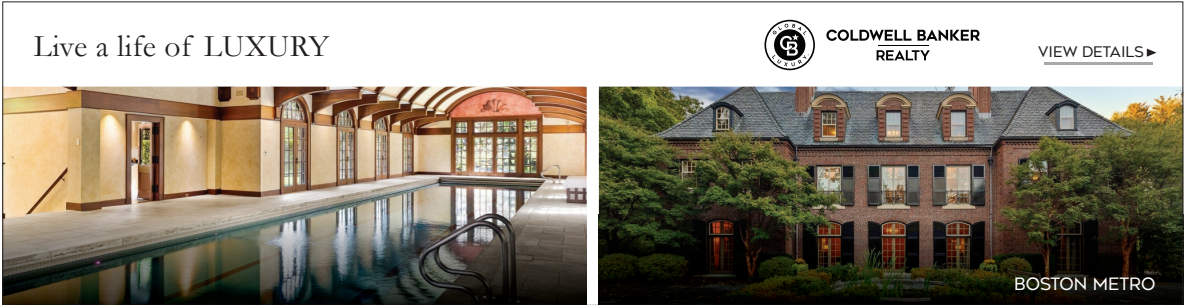 Live a life of LUXURY
GLOBAL
CB
LUXURY
COLDWELL BANKER
REALTY
VIEW DETAILS ▶
BOSTON METRO